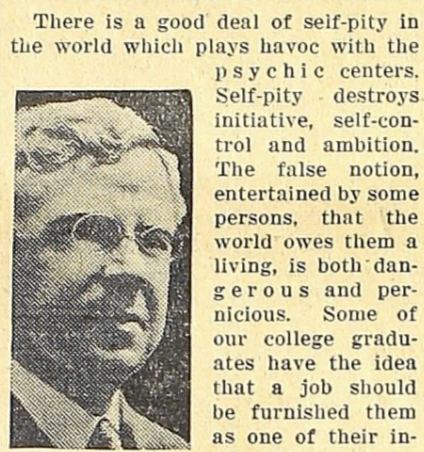 There is a good deal of self-pity in
the world which plays havoc with the
psychic centers.
Self-pity destroys
initiative, self-con-
trol and ambition.
The false notion,
entertained by some
persons, that the
world owes them a
living, is both dan-
gerous and per-
nicious. Some of
our college gradu-
ates have the idea
that a job should
be furnished them
as one of their in-